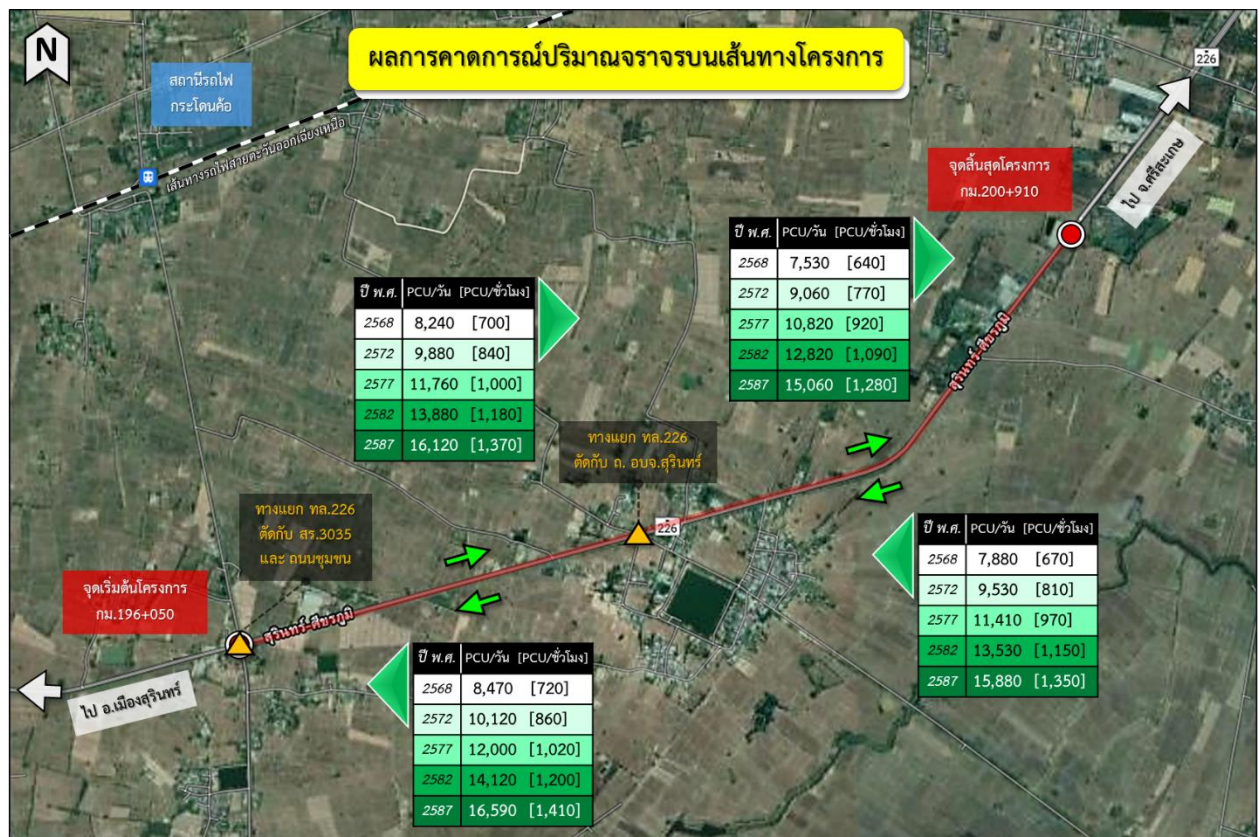 N
ผลการคาดการณ์ปริมาณจราจรบนเส้นทางโครงการ
226
สถานีรถไฟ
กระโดนค้อ
เส้นทางรถไฟสายตะวันออกเฉียงเหนือ
จุดสิ้นสุดโครงการ
กม.200+910
ไป จ.ศรีสะเกษ
ปี พ.ศ. PCU/วัน [PCU/ชั่วโมง]
2568 7,530 [640]
2572 9,060 [770]
2577 10,820 [920]
2582 12,820 [1,090]
2587 15,060 [1,280]
ปี พ.ศ. PCU/วัน [PCU/ชั่วโมง]
2568 8,240 [700]
2572 9,880 [840]
2577 11,760 [1,000]
2582 13,880 [1,180]
2587 16,120 [1,370]
สุรินทร์-ศีขรภูมิ
ทางแยก ทล.226
ตัดกับ ถ. อบจ.สุรินทร์
226
ทางแยก ทล.226
ตัดกับ สร.3035
และ ถนนชุมชน
จุดเริ่มต้นโครงการ
กม.196+050
สุรินทร์-ศีขรภูมิ
ไป อ.เมืองสุรินทร์
ปี พ.ศ. PCU/วัน [PCU/ชั่วโมง]
2568 7,880 [670]
2572 9,530 [810]
2577 11,410 [970]
2582 13,530 [1,150]
2587 15,880 [1,350]
ปี พ.ศ. PCU/วัน [PCU/ชั่วโมง]
2568 8,470 [720]
2572 10,120 [860]
2577 12,000 [1,020]
2582 14,120 [1,200]
2587 16,590 [1,410]